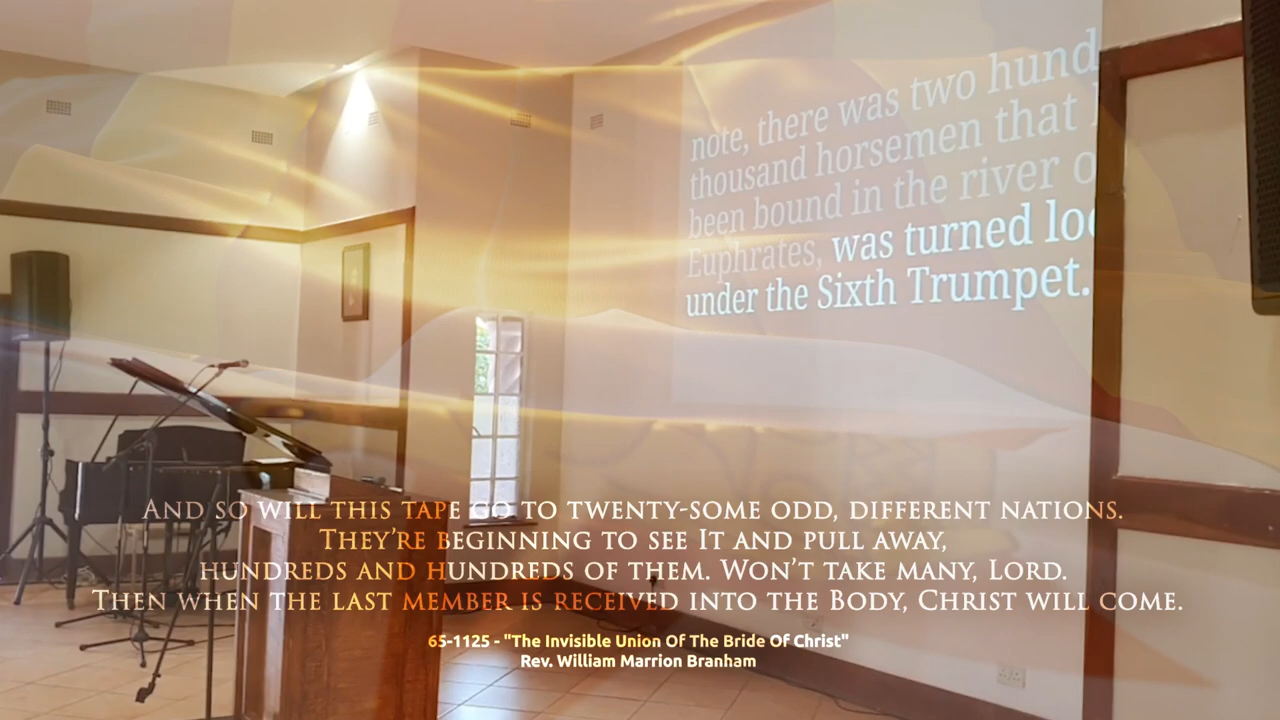 note, there was two hund
thousand horsemen that
been bound in the river o
Euphrates, was turned loo
under the Sixth Trumpet.
And so will this tape go to twenty-some odd, different nations.
They're beginning to see It and pull away,
hundreds and hundreds of them. Won't take many, Lord.
Then when the last member is received into the Body, Christ will come.
65-1125 - "The Invisible Union Of The Bride Of Christ"
Rev. William Marrion Branham